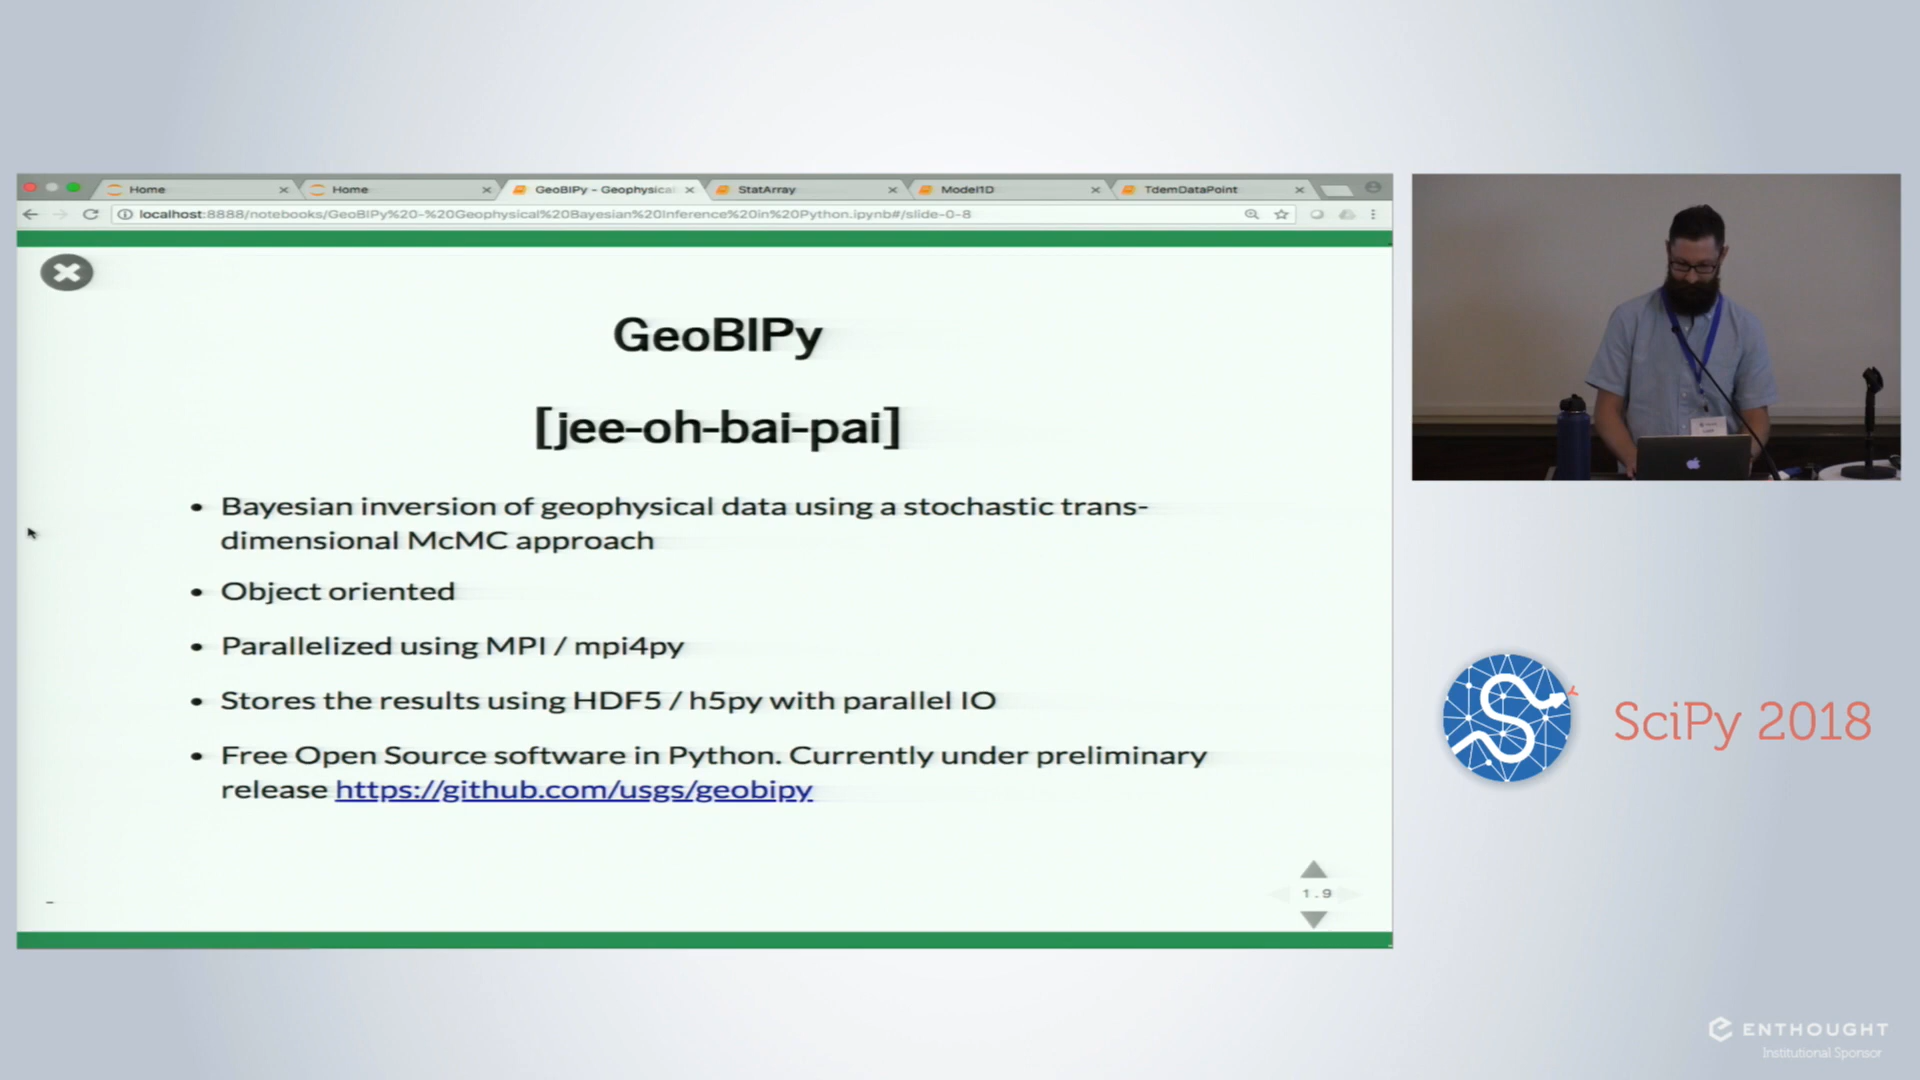 Home
Home
GeoBIPy - Geophysical
StatArray
Model1D
TdemDataPoint
localhost:8888/notebooks/GeoBIPy%20-%20Geophysical%20Bayesian%20Inference%20in%20Python.ipynb#/slide-0-8
GeoBIPy
[jee-oh-bai-pai]
• Bayesian inversion of geophysical data using a stochastic trans-
dimensional McMC approach
• Object oriented
• Parallelized using MPI / mpi4py
• Stores the results using HDF5 / h5py with parallel IO
• Free Open Source software in Python. Currently under preliminary
release https://github.com/usgs/geobipy
1.9
SciPy 2018
ENTHOUGHT
Institutional Sponsor